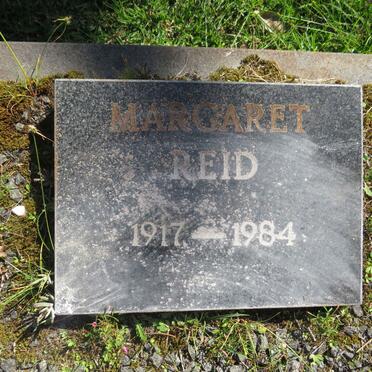 MARGARET
REID
1917 – 1984